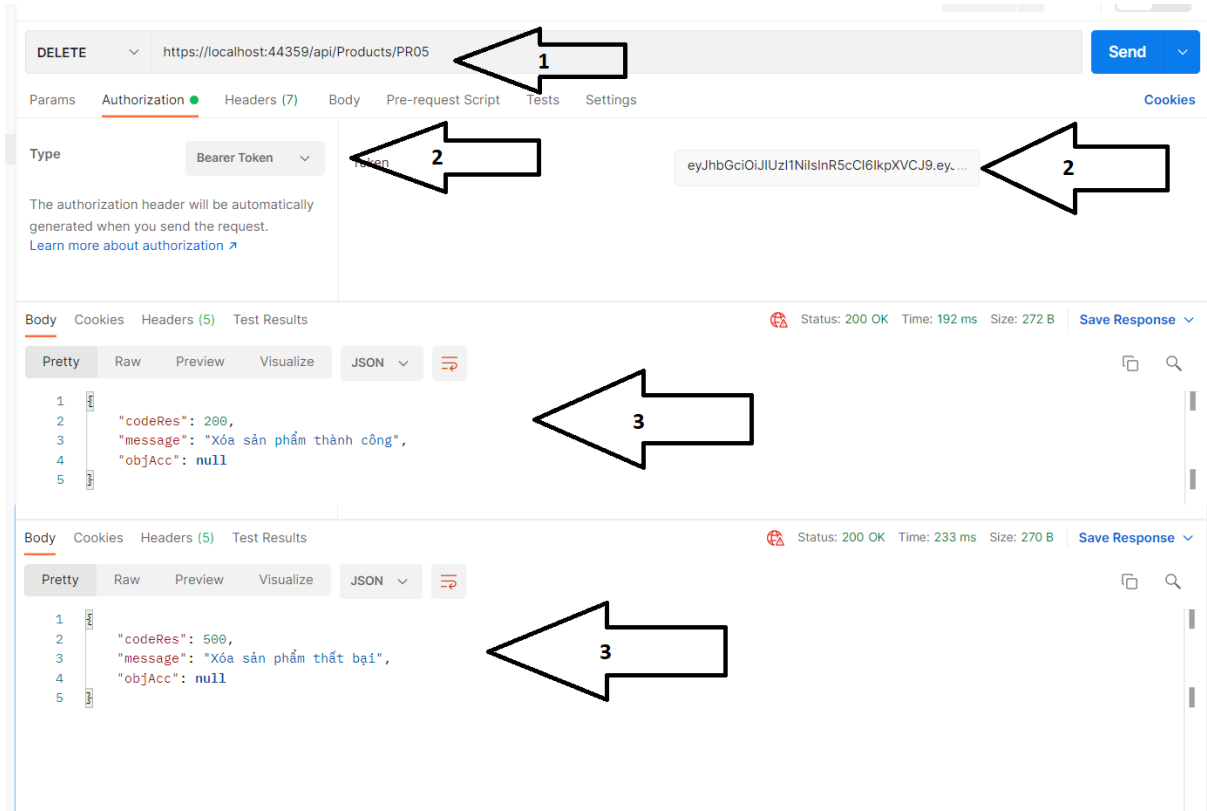 DELETE https://localhost:44359/api/Products/PR05 1 Send
Params Authorization Headers (7) Body Pre-request Script Tests Settings Cookies
Type Bearer Token 2 Token eyJhbGciOiJIUzI1NiIsInR5cCI6IkpXVCJ9.ey... 2
The authorization header will be automatically
generated when you send the request.
Learn more about authorization ↗
Body Cookies Headers (5) Test Results Status: 200 OK Time: 192 ms Size: 272 B Save Response
Pretty Raw Preview Visualize JSON
1 {
2 "codeRes": 200,
3 "message": "Xóa sản phẩm thành công",
4 "objAcc": null
5 }
3
Body Cookies Headers (5) Test Results Status: 200 OK Time: 233 ms Size: 270 B Save Response
Pretty Raw Preview Visualize JSON
1 {
2 "codeRes": 500,
3 "message": "Xóa sản phẩm thất bại",
4 "objAcc": null
5 }
3